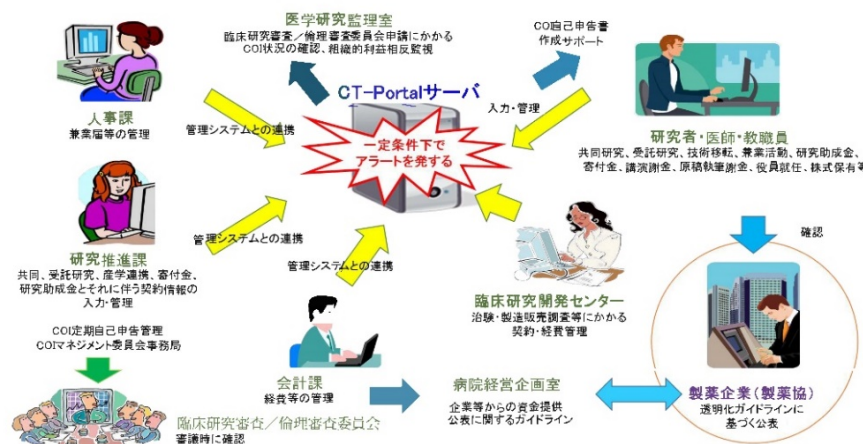 医学研究監理室
臨床研究審査／倫理審査委員会申請にかかる
COI状況の確認、組織的利益相反監視
CO自己申告書
作成サポート
CT-Portalサーバ
入力・管理
人事課
兼業届等の管理
管理システムとの連携
一定条件下で
アラートを発する
研究者・医師・教職員
共同研究、受託研究、技術移転、兼業活動、研究助成金、
寄付金、講演謝金、原稿執筆謝金、役員就任、株式保有等
研究推進課
共同、受託研究、産学連携、寄付金、
研究助成金とそれに伴う契約情報の
入力・管理
管理システムとの連携
管理システムとの連携
確認
臨床研究開発センター
治験・製造販売調査等にかかる
契約・経費管理
COI定期自己申告管理
COIマネジメント委員会事務局
会計課
経費等の管理
病院経営企画室
企業等からの資金提供
公表に関するガイドライン
製薬企業（製薬協）
透明化ガイドラインに
基づく公表
臨床研究審査／倫理審査委員会
審議時に確認